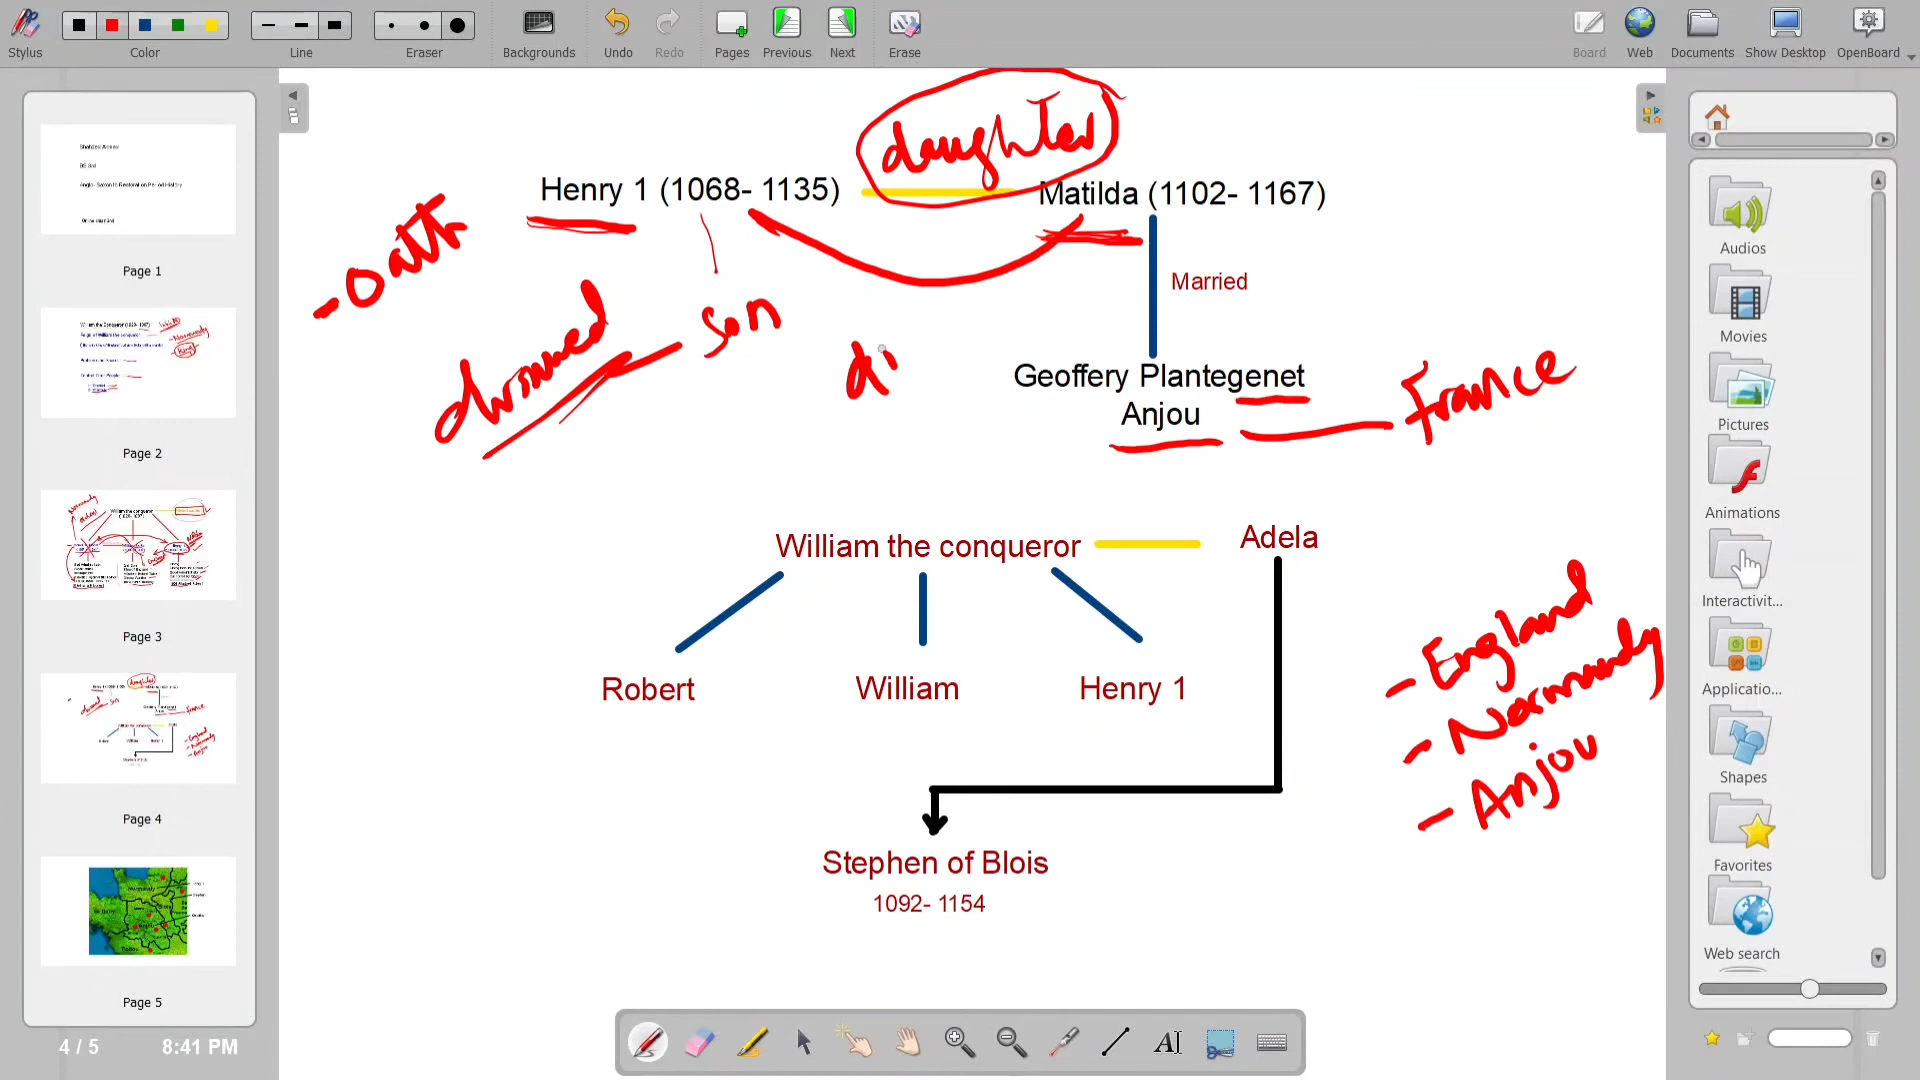 Stylus
Color
Line
Eraser
Backgrounds
Undo
Redo
Pages
Previous
Next
Erase
Board
Web
Documents
Show Desktop
OpenBoard
daughter
Henry 1 (1068- 1135)
Matilda (1102- 1167)
- oath
Married
drowned
son
di
Geoffery Plantegenet
Anjou
France
William the conqueror
Adela
Robert
William
Henry 1
- England
- Normandy
- Anjou
Stephen of Blois
1092- 1154
Page 1
Page 2
Page 3
Page 4
Page 5
4 / 5
8:41 PM
Audios
Movies
Pictures
Animations
Interactivit...
Applicatio...
Shapes
Favorites
Web search